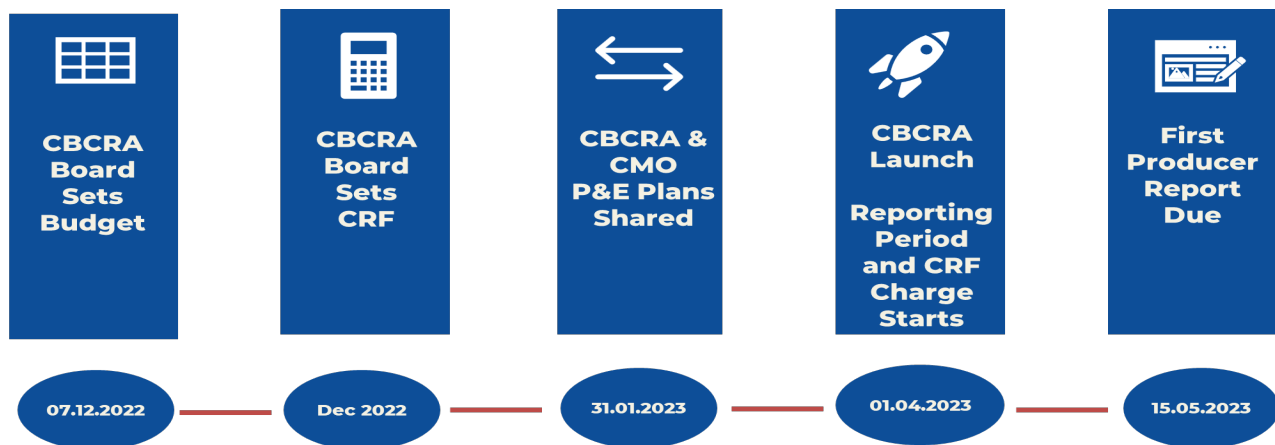 CBCRA
Board
Sets
Budget
CBCRA
Board
Sets
CRF
CBCRA &
CMO
P&E Plans
Shared
CBCRA
Launch
Reporting
Period
and CRF
Charge
Starts
First
Producer
Report
Due
07.12.2022
Dec 2022
31.01.2023
01.04.2023
15.05.2023